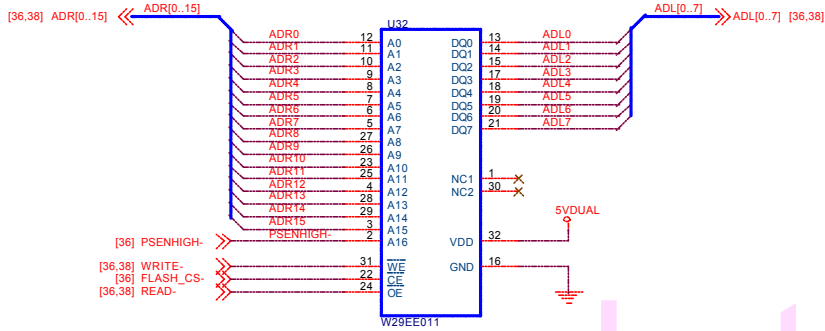 [36,38] ADR[0..15] ADR[0..15] ADL[0..7] ADL[0..7] [36,38]
U32
ADR0 12 A0 DQ0 13 ADL0
ADR1 11 A1 DQ1 14 ADL1
ADR2 10 A2 DQ2 15 ADL2
ADR3 9 A3 DQ3 17 ADL3
ADR4 8 A4 DQ4 18 ADL4
ADR5 7 A5 DQ5 19 ADL5
ADR6 6 A6 DQ6 20 ADL6
ADR7 5 A7 DQ7 21 ADL7
ADR8 27 A8
ADR9 26 A9
ADR10 23 A10
ADR11 25 A11 NC1 1
ADR12 4 A12 NC2 30
ADR13 28 A13
ADR14 29 A14 5VDUAL
ADR15 3 A15
[36] PSENHIGH- PSENHIGH- 2 A16 VDD 32
[36,38] WRITE- 31 WE GND 16
[36] FLASH_CS- 22 CE
[36,38] READ- 24 OE
W29EE011